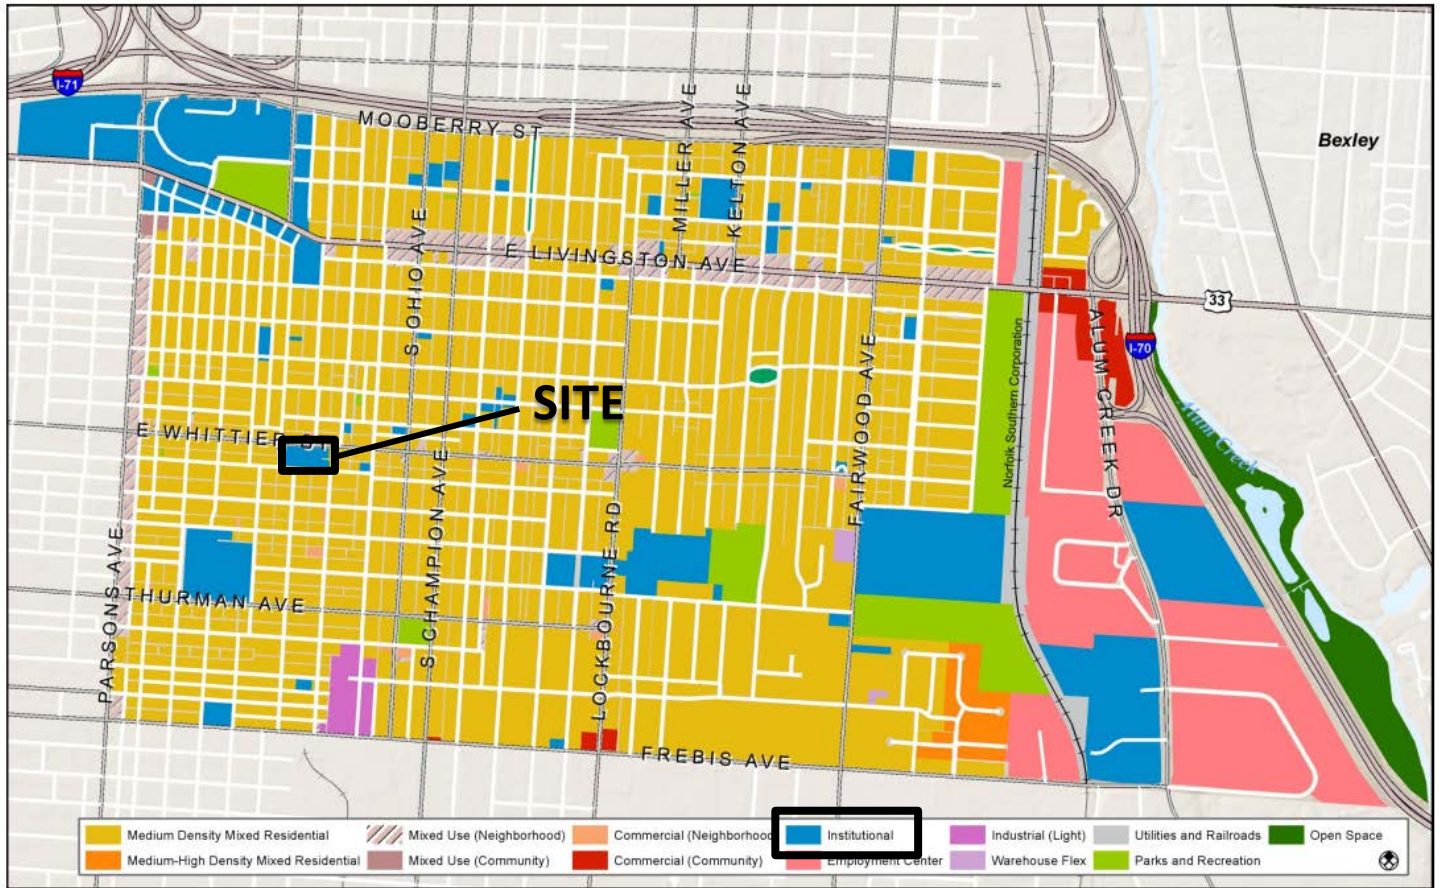 I-71
MOOBERRY ST
MILLER AVE
KELTON AVE
Bexley
S OHIO AVE
E LIVINGSTON AVE
33
I-70
ALUM CREEK DR
Norfolk Southern Corporation
FAIRWOOD AVE
SITE
E WHITTIER
Alum Creek
S CHAMPION AVE
LOCKBOURNE RD
PARSONS AVE
THURMAN AVE
FREBIS AVE
Medium Density Mixed Residential
Mixed Use (Neighborhood)
Commercial (Neighborhood
Institutional
Industrial (Light)
Utilities and Railroads
Open Space
Medium-High Density Mixed Residential
Mixed Use (Community)
Commercial (Community)
Employment Center
Warehouse Flex
Parks and Recreation